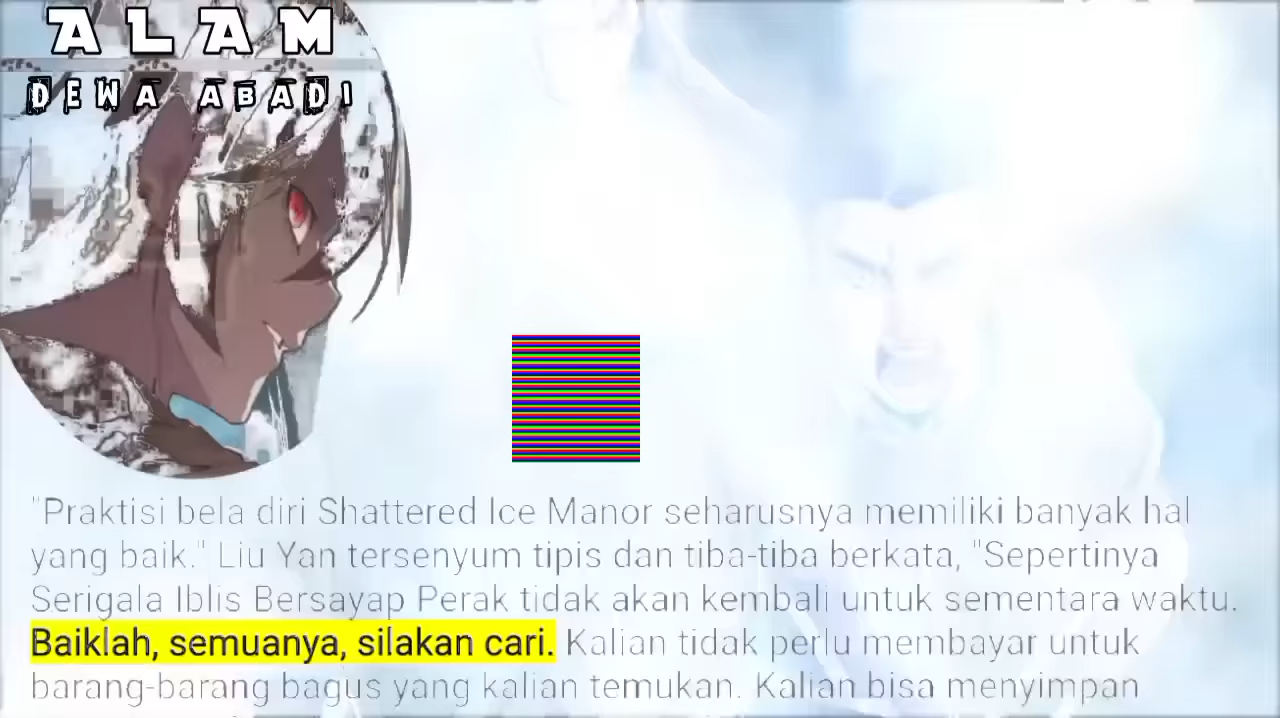 ALAM
DEWA ABADI
"Praktisi bela diri Shattered Ice Manor seharusnya memiliki banyak hal
yang baik." Liu Yan tersenyum tipis dan tiba-tiba berkata, "Sepertinya
Serigala Iblis Bersayap Perak tidak akan kembali untuk sementara waktu.
Baiklah, semuanya, silakan cari. Kalian tidak perlu membayar untuk
barang-barang bagus yang kalian temukan. Kalian bisa menyimpan